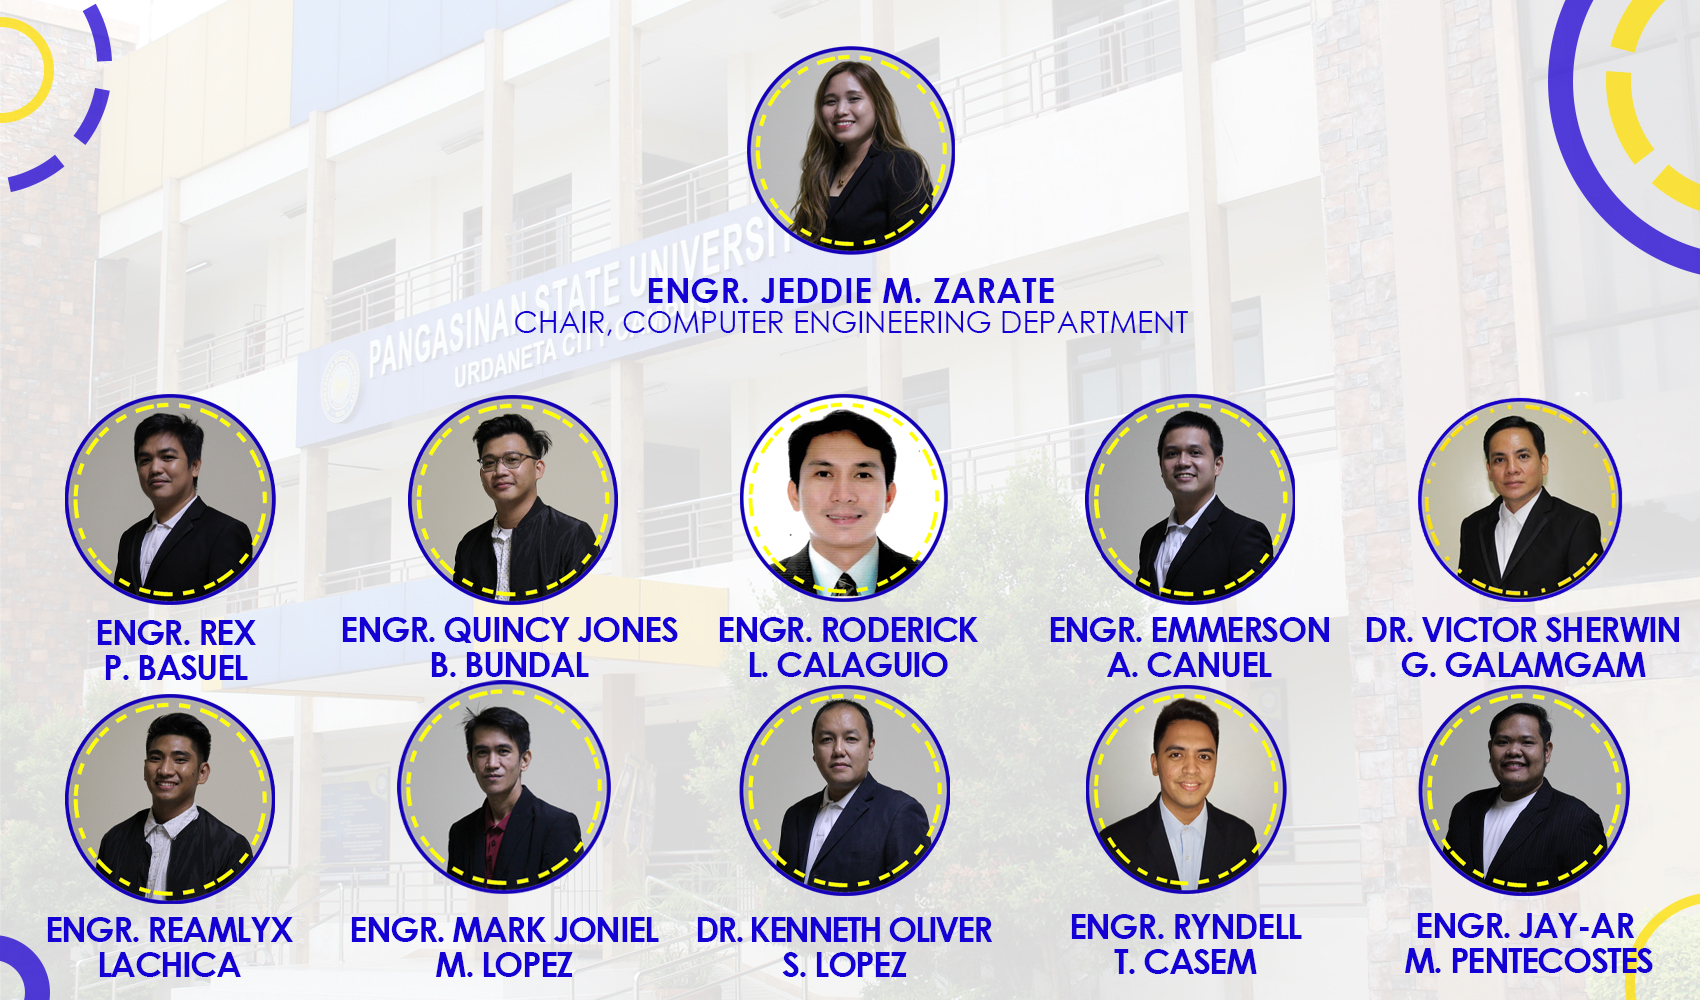 PANGASINAN STATE UNIVERSIT
URDANETA CITY
ENGR. JEDDIE M. ZARATE
CHAIR, COMPUTER ENGINEERING DEPARTMENT
ENGR. REX
P. BASUEL
ENGR. QUINCY JONES
B. BUNDAL
ENGR. RODERICK
L. CALAGUIO
ENGR. EMMERSON
A. CANUEL
DR. VICTOR SHERWIN
G. GALAMGAM
ENGR. REAMLYX
LACHICA
ENGR. MARK JONIEL
M. LOPEZ
DR. KENNETH OLIVER
S. LOPEZ
ENGR. RYNDELL
T. CASEM
ENGR. JAY-AR
M. PENTECOSTES